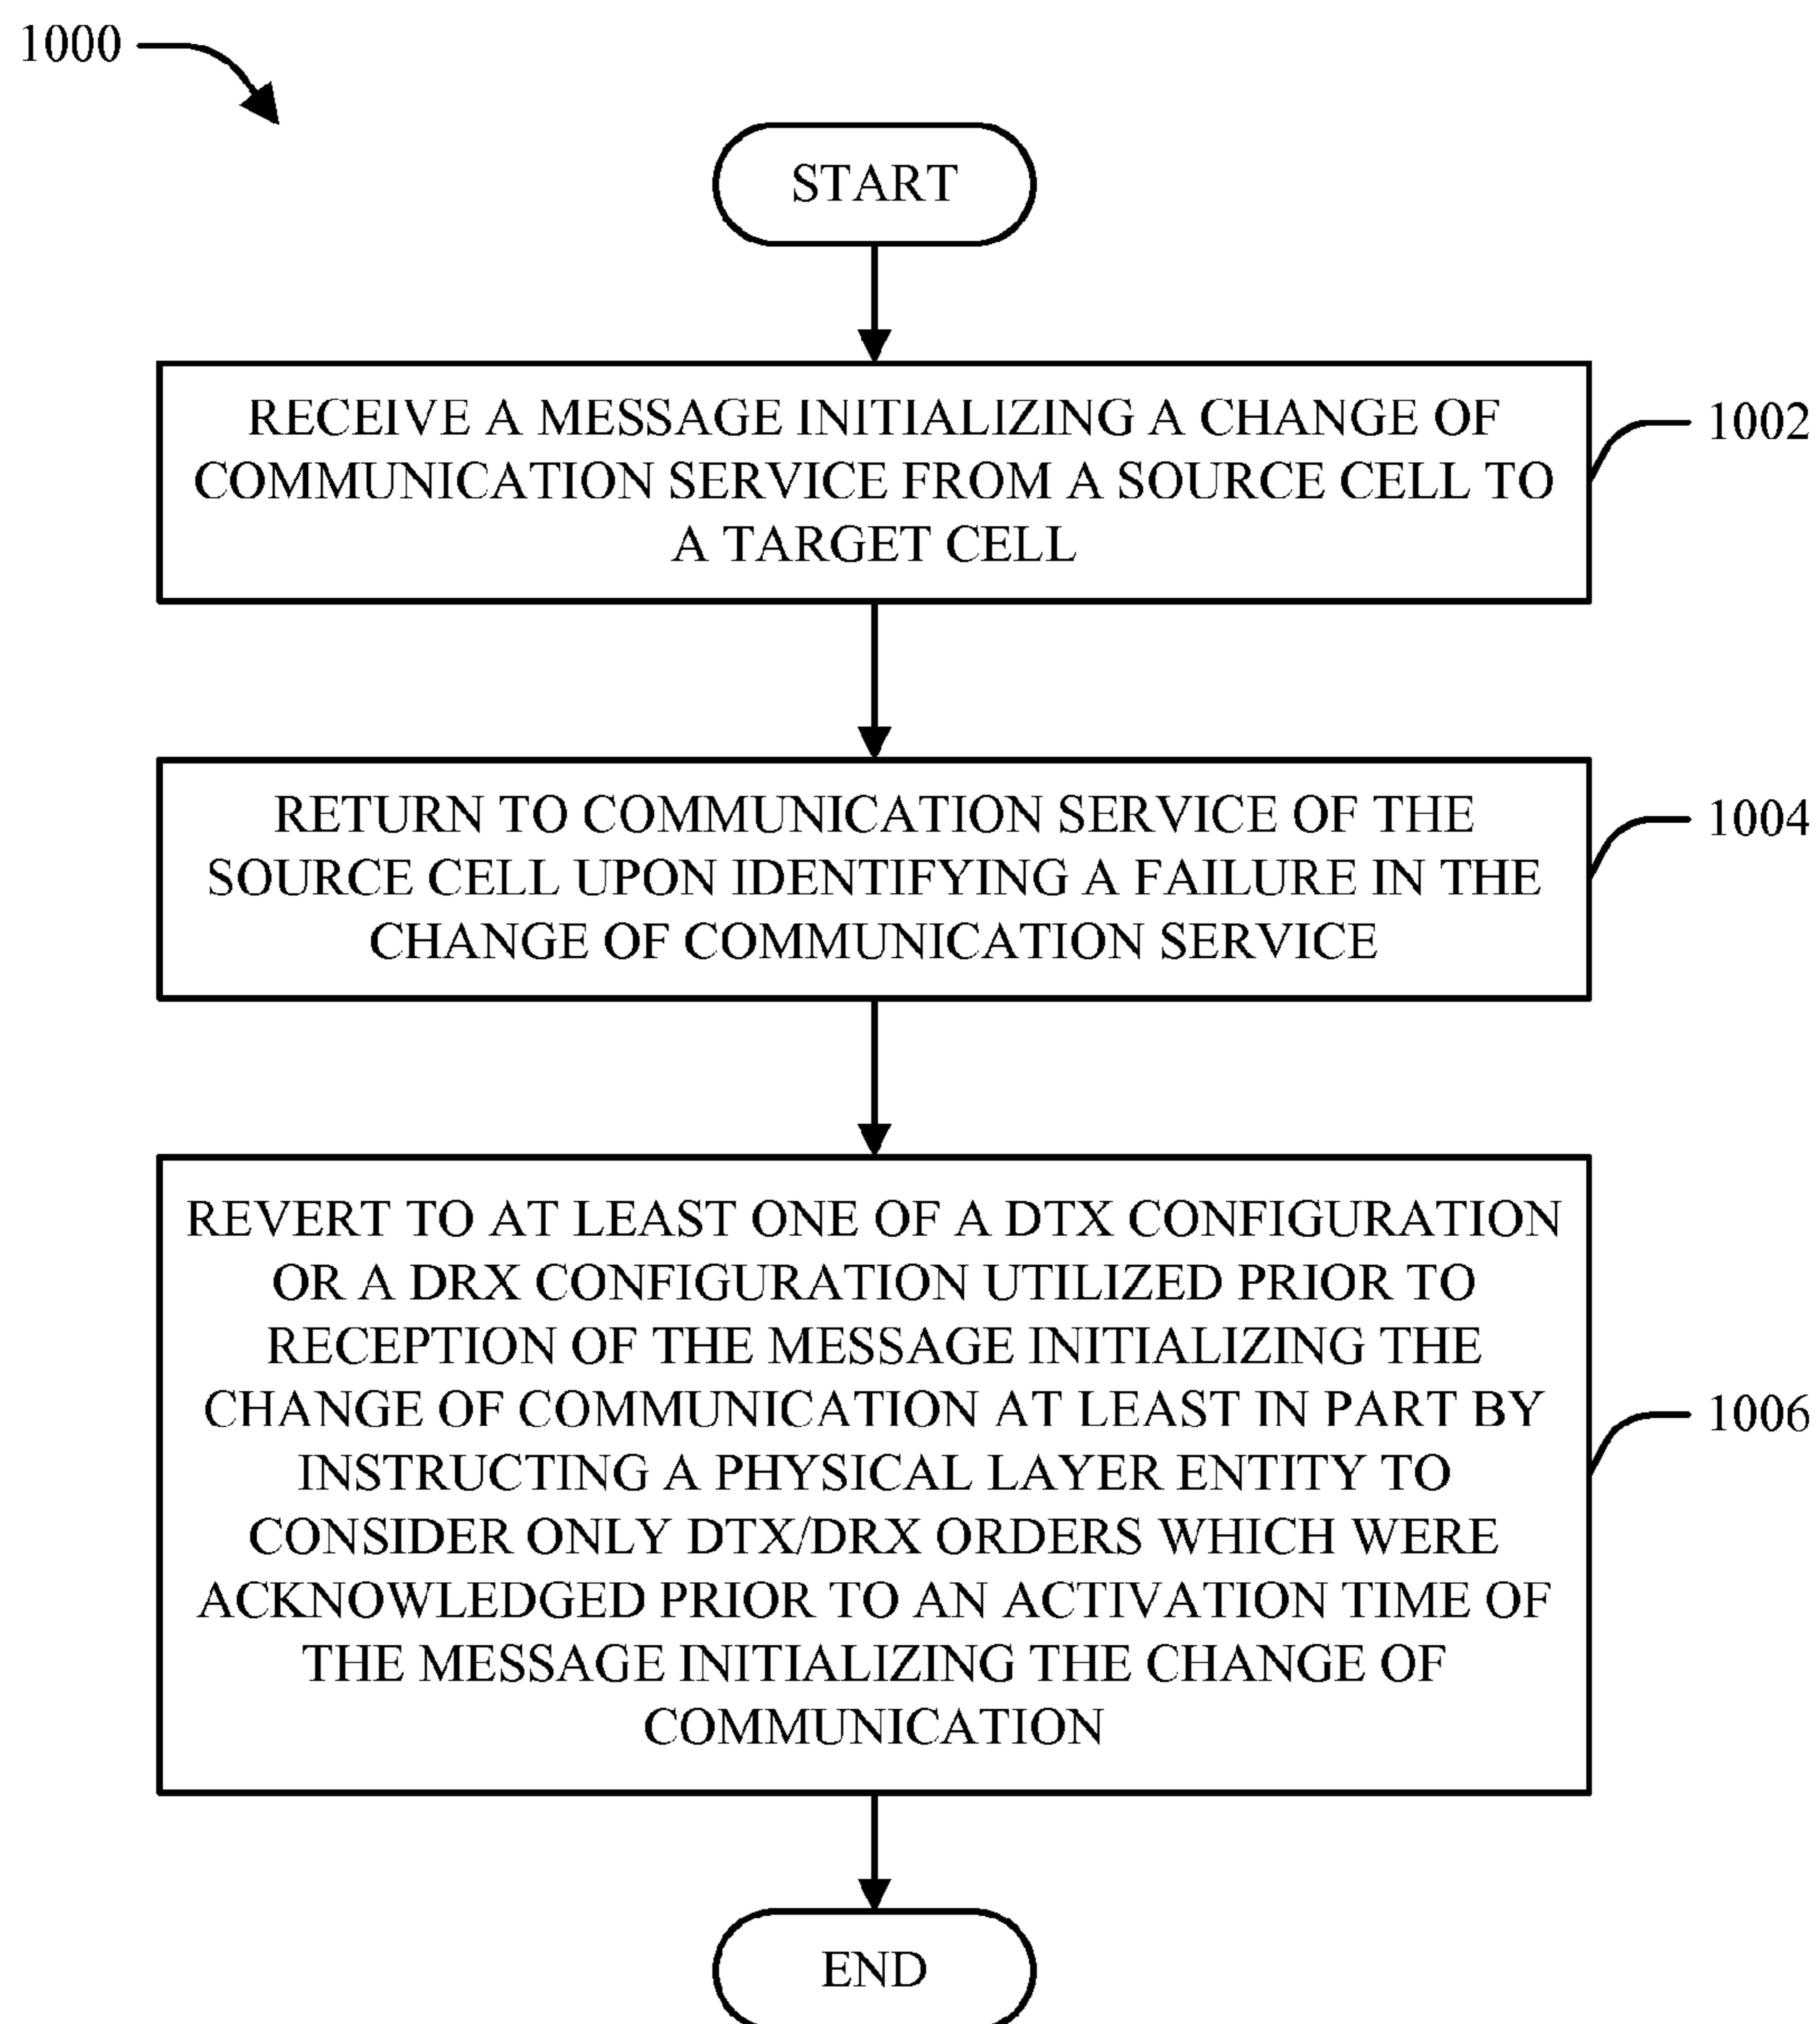 1000
START
RECEIVE A MESSAGE INITIALIZING A CHANGE OF
COMMUNICATION SERVICE FROM A SOURCE CELL TO
A TARGET CELL
1002
RETURN TO COMMUNICATION SERVICE OF THE
SOURCE CELL UPON IDENTIFYING A FAILURE IN THE
CHANGE OF COMMUNICATION SERVICE
1004
REVERT TO AT LEAST ONE OF A DTX CONFIGURATION
OR A DRX CONFIGURATION UTILIZED PRIOR TO
RECEPTION OF THE MESSAGE INITIALIZING THE
CHANGE OF COMMUNICATION AT LEAST IN PART BY
INSTRUCTING A PHYSICAL LAYER ENTITY TO
CONSIDER ONLY DTX/DRX ORDERS WHICH WERE
ACKNOWLEDGED PRIOR TO AN ACTIVATION TIME OF
THE MESSAGE INITIALIZING THE CHANGE OF
COMMUNICATION
1006
END